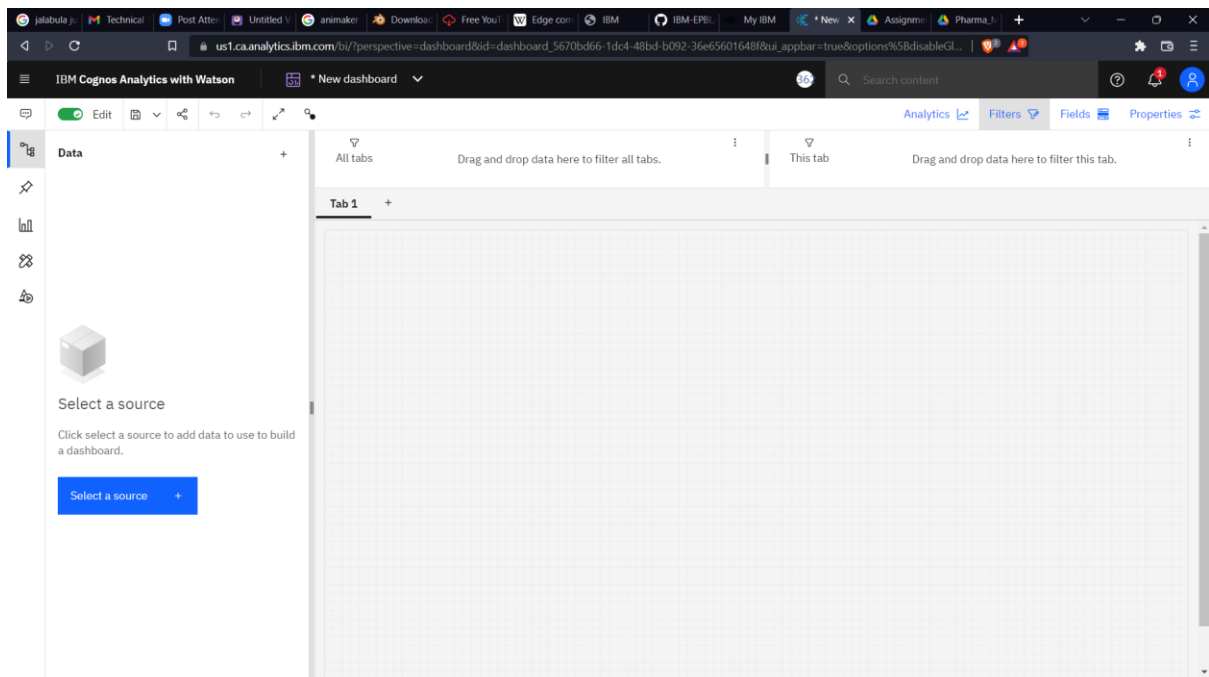 jalabula ju Technical Post Atten Untitled V animaker Download Free YouT Edge com IBM IBM-EPBL My IBM * New Assignme Pharma_M
us1.ca.analytics.ibm.com/bi/?perspective=dashboard&id=dashboard_5670bd66-1dc4-48bd-b092-36e65601648f&ui_appbar=true&options%5BdisableGl...
IBM Cognos Analytics with Watson * New dashboard 36 Search content 1
Edit Analytics Filters Fields Properties
Data + All tabs Drag and drop data here to filter all tabs. This tab Drag and drop data here to filter this tab.
Tab 1 +
Select a source
Click select a source to add data to use to build
a dashboard.
Select a source +